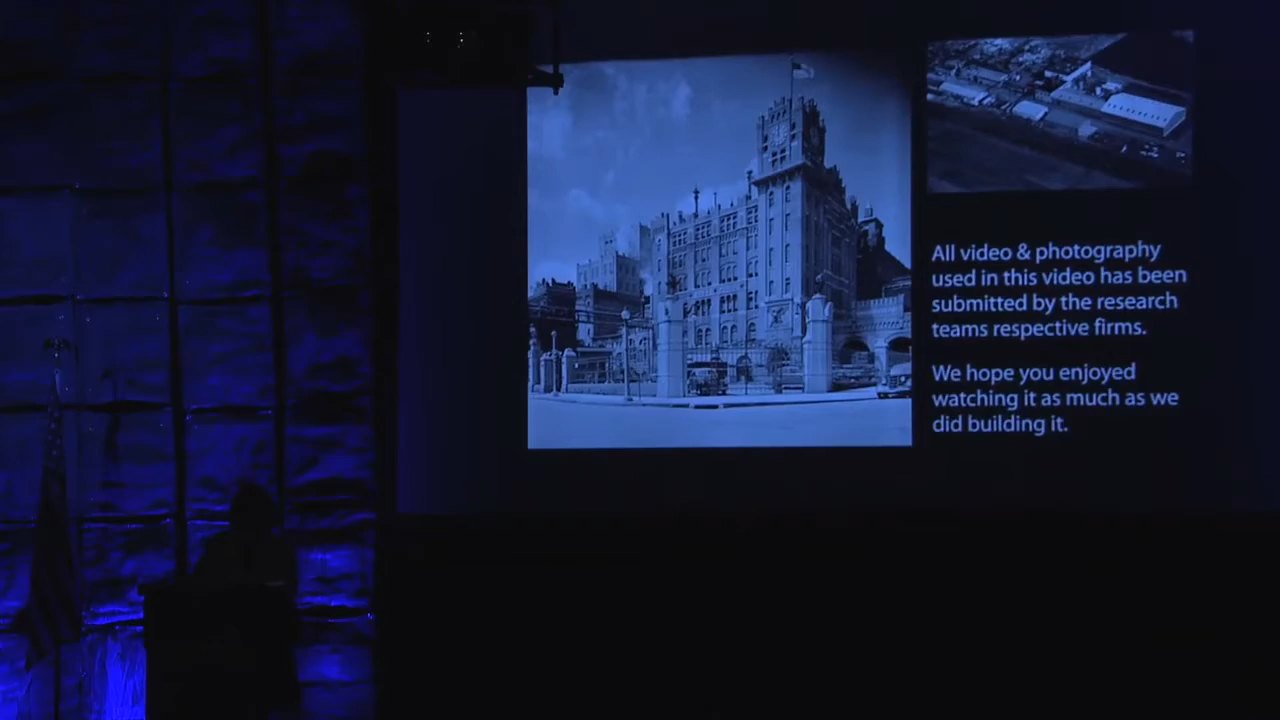 All video & photography
used in this video has been
submitted by the research
teams respective firms.
We hope you enjoyed
watching it as much as we
did building it.